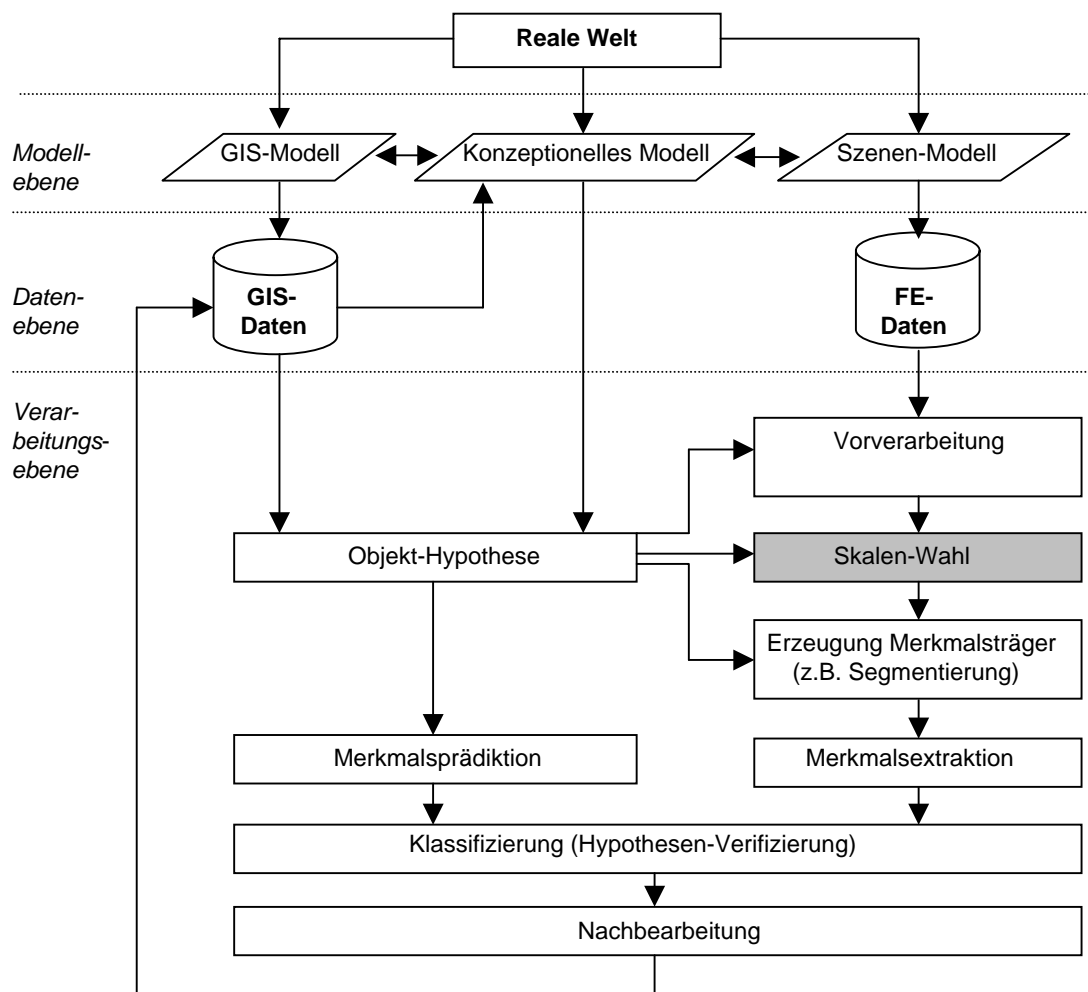 Reale Welt
Modell-
ebene
GIS-Modell
Konzeptionelles Modell
Szenen-Modell
Daten-
ebene
GIS-
Daten
FE-
Daten
Verar-
beitungs-
ebene
Vorverarbeitung
Objekt-Hypothese
Skalen-Wahl
Erzeugung Merkmalsträger
(z.B. Segmentierung)
Merkmalsprädiktion
Merkmalsextraktion
Klassifizierung (Hypothesen-Verifizierung)
Nachbearbeitung